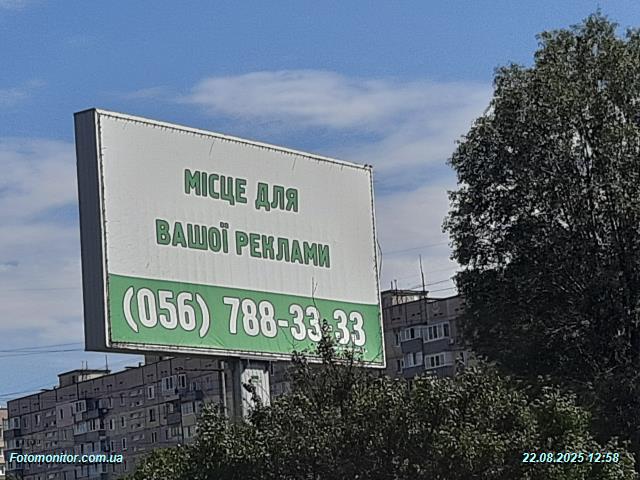 МІСЦЕ ДЛЯ
ВАШОЇ РЕКЛАМИ
(056) 788-33-33
Fotomonitor.com.ua
22.08.2025 12:58